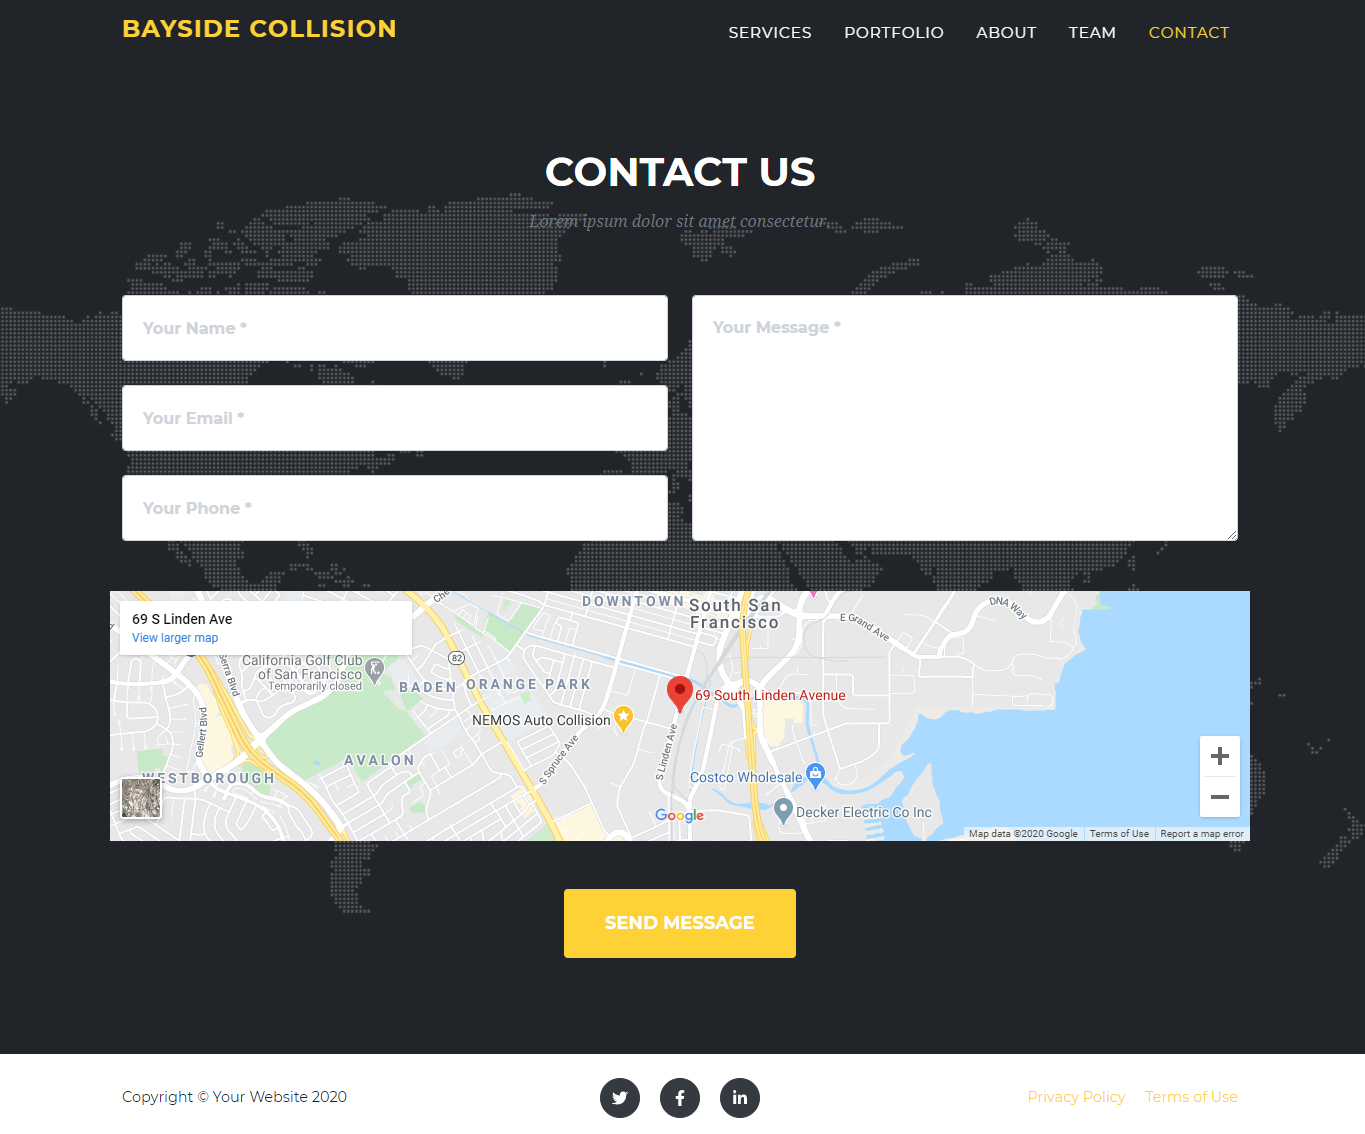 BAYSIDE COLLISION
SERVICES PORTFOLIO ABOUT TEAM CONTACT
CONTACT US
Lorem ipsum dolor sit amet consectetur.
Your Name *
Your Message *
Your Email *
Your Phone *
69 S Linden Ave
View larger map
DOWNTOWN
South San
Francisco
DNA Way
E Grand Ave
Serra Blvd
82
California Golf Club
of San Francisco
Temporarily closed
BADEN
ORANGE PARK
69 South Linden Avenue
NEMOS Auto Collision
Gellert Blvd
AVALON
S Spruce Ave
S Linden Ave
WESTBOROUGH
Costco Wholesale
Decker Electric Co Inc
Google
Map data ©2020 Google Terms of Use Report a map error
SEND MESSAGE
Copyright © Your Website 2020
Privacy Policy Terms of Use